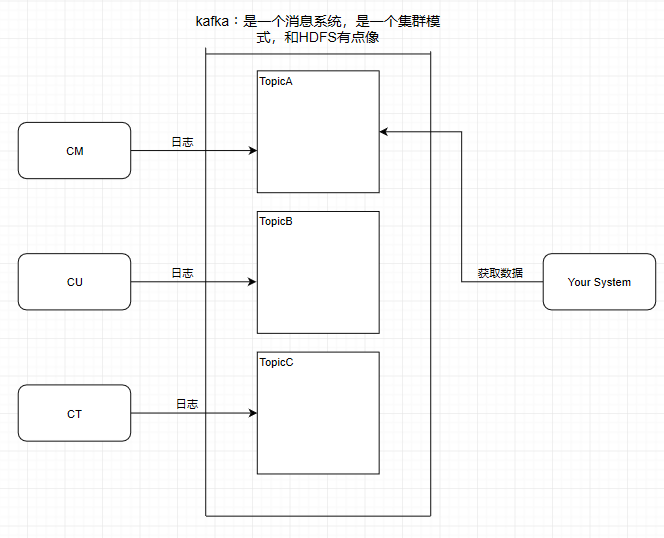 kafka：是一个消息系统，是一个集群模
式，和HDFS有点像
TopicA
CM
日志
TopicB
CU
日志
获取数据
Your System
TopicC
CT
日志